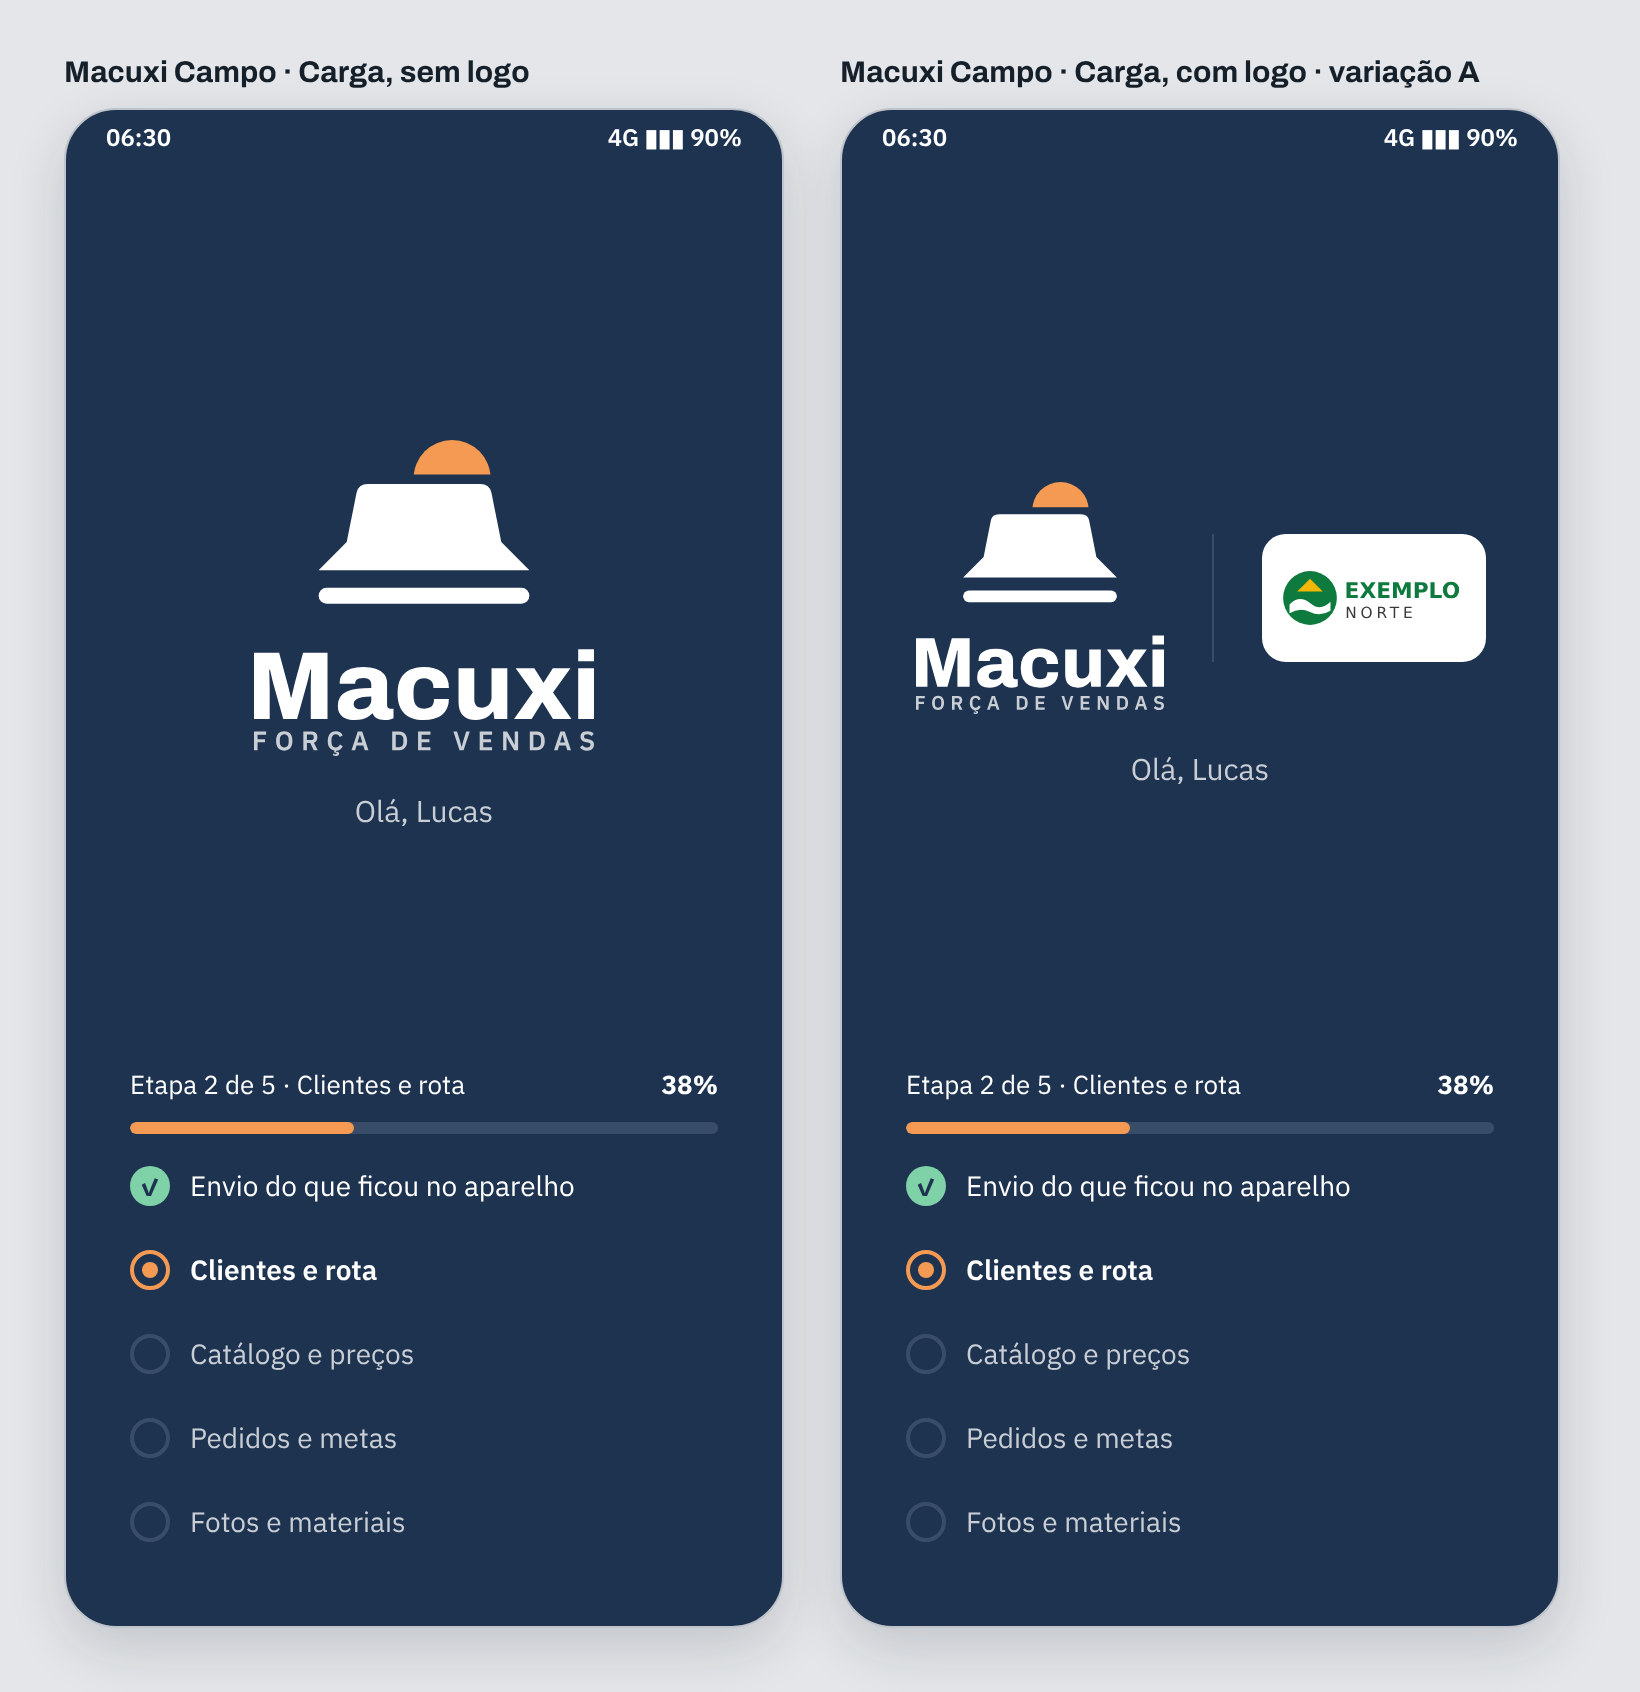 Macuxi Campo · Carga, sem logo
06:30
4G 90%
Macuxi
FORÇA DE VENDAS
Olá, Lucas
Etapa 2 de 5 · Clientes e rota
38%
Envio do que ficou no aparelho
Clientes e rota
Catálogo e preços
Pedidos e metas
Fotos e materiais
Macuxi Campo · Carga, com logo · variação A
06:30
4G 90%
Macuxi
FORÇA DE VENDAS
EXEMPLO
NORTE
Olá, Lucas
Etapa 2 de 5 · Clientes e rota
38%
Envio do que ficou no aparelho
Clientes e rota
Catálogo e preços
Pedidos e metas
Fotos e materiais